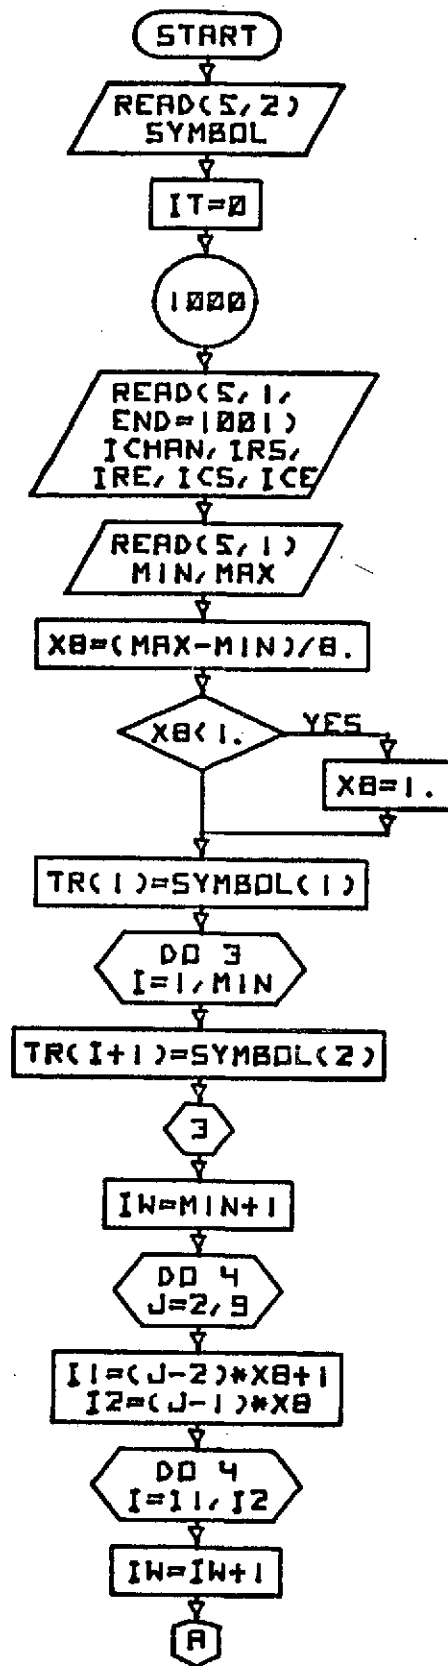 START
READ(5,2)
SYMBOL
IT=0
1000
READ(5,1,
END=1001)
ICHAN,IRS,
IRE,ICS,ICE
READ(5,1)
MIN,MAX
X8=(MAX-MIN)/8.
X8<1.
YES
X8=1.
TR(1)=SYMBOL(1)
DO 3
I=1,MIN
TR(I+1)=SYMBOL(2)
3
IW=MIN+1
DO 4
J=2,9
I1=(J-2)*X8+1
I2=(J-1)*X8
DO 4
I=I1,I2
IW=IW+1
A